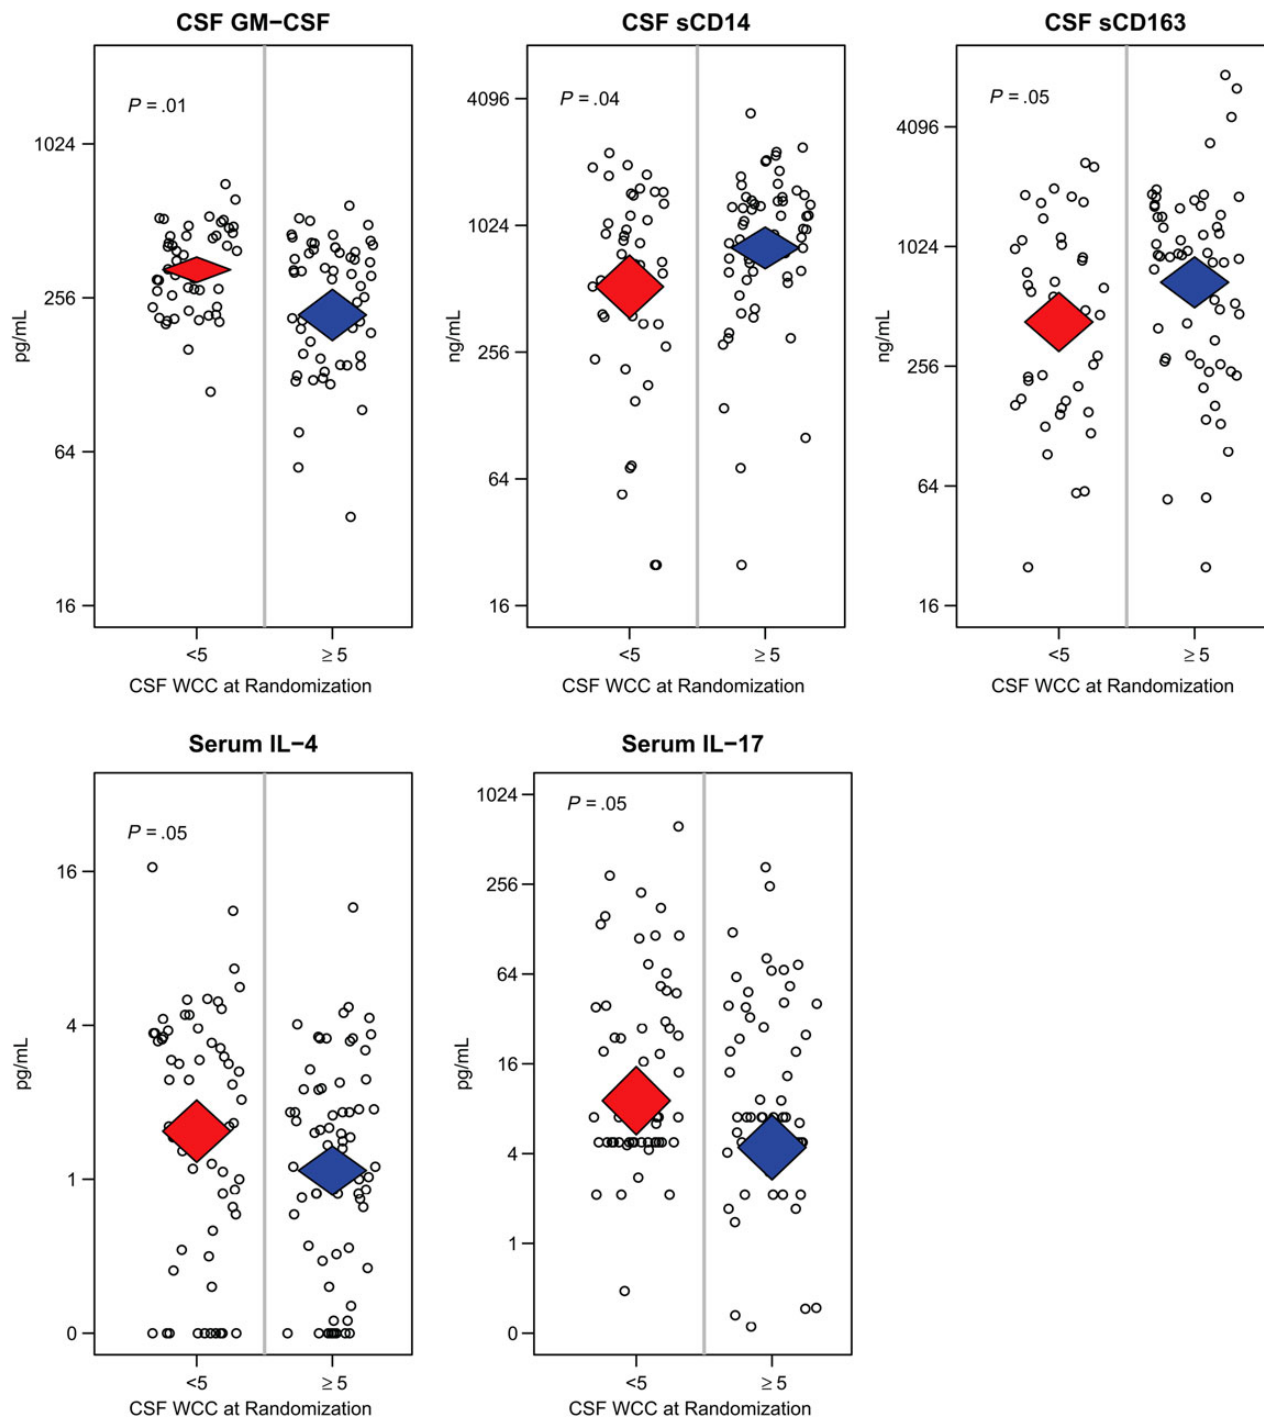 CSF GM−CSF
P = .01
1024
256
64
16
pg/mL
<5
≥ 5
CSF WCC at Randomization
CSF sCD14
P = .04
4096
1024
256
64
16
ng/mL
<5
≥ 5
CSF WCC at Randomization
CSF sCD163
P = .05
4096
1024
256
64
16
ng/mL
<5
≥ 5
CSF WCC at Randomization
Serum IL−4
P = .05
16
4
1
0
pg/mL
<5
≥ 5
CSF WCC at Randomization
Serum IL−17
P = .05
1024
256
64
16
4
1
0
pg/mL
<5
≥ 5
CSF WCC at Randomization